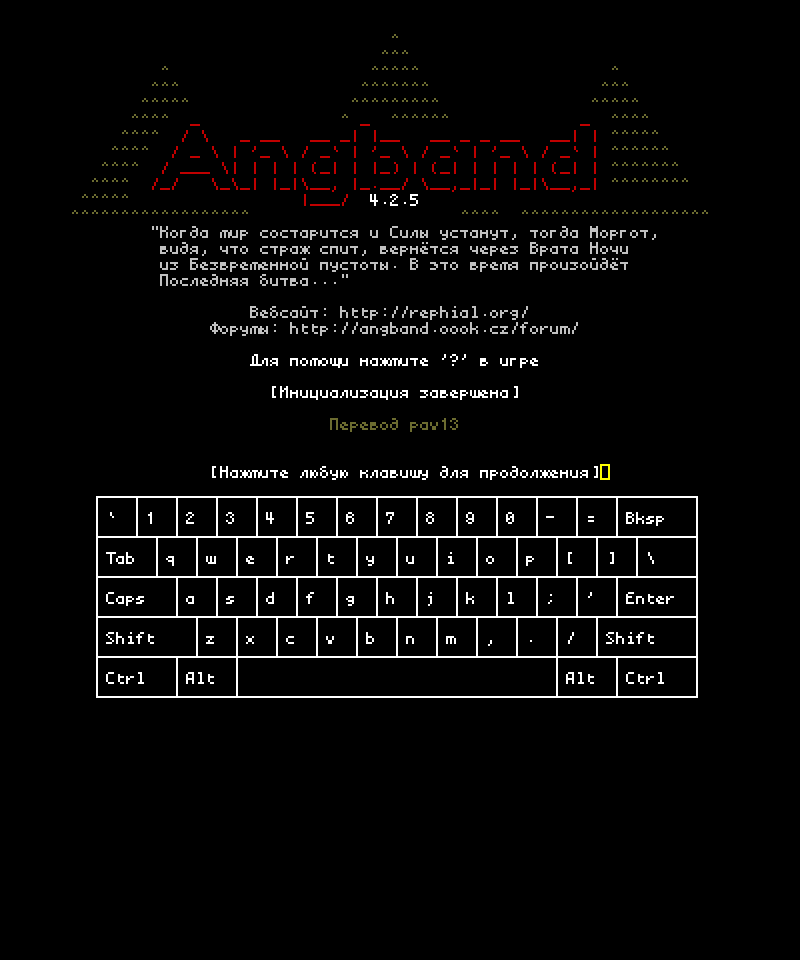 Angband
4.2.5
"Когда мир состарится и Силы устанут, тогда Моргот,
видя, что страж спит, вернётся через Врата Ночи
из Безвременной пустоты. В это время произойдёт
Последняя битва..."
Вебсайт: http://rephial.org/
Форумы: http://angband.oook.cz/forum/
Для помощи нажмите '?' в игре
[Инициализация завершена]
Перевод pav13
[Нажмите любую клавишу для продолжения]
` 1 2 3 4 5 6 7 8 9 0 - = Bksp
Tab q w e r t y u i o p [ ] \
Caps a s d f g h j k l ; ' Enter
Shift z x c v b n m , . / Shift
Ctrl Alt Alt Ctrl